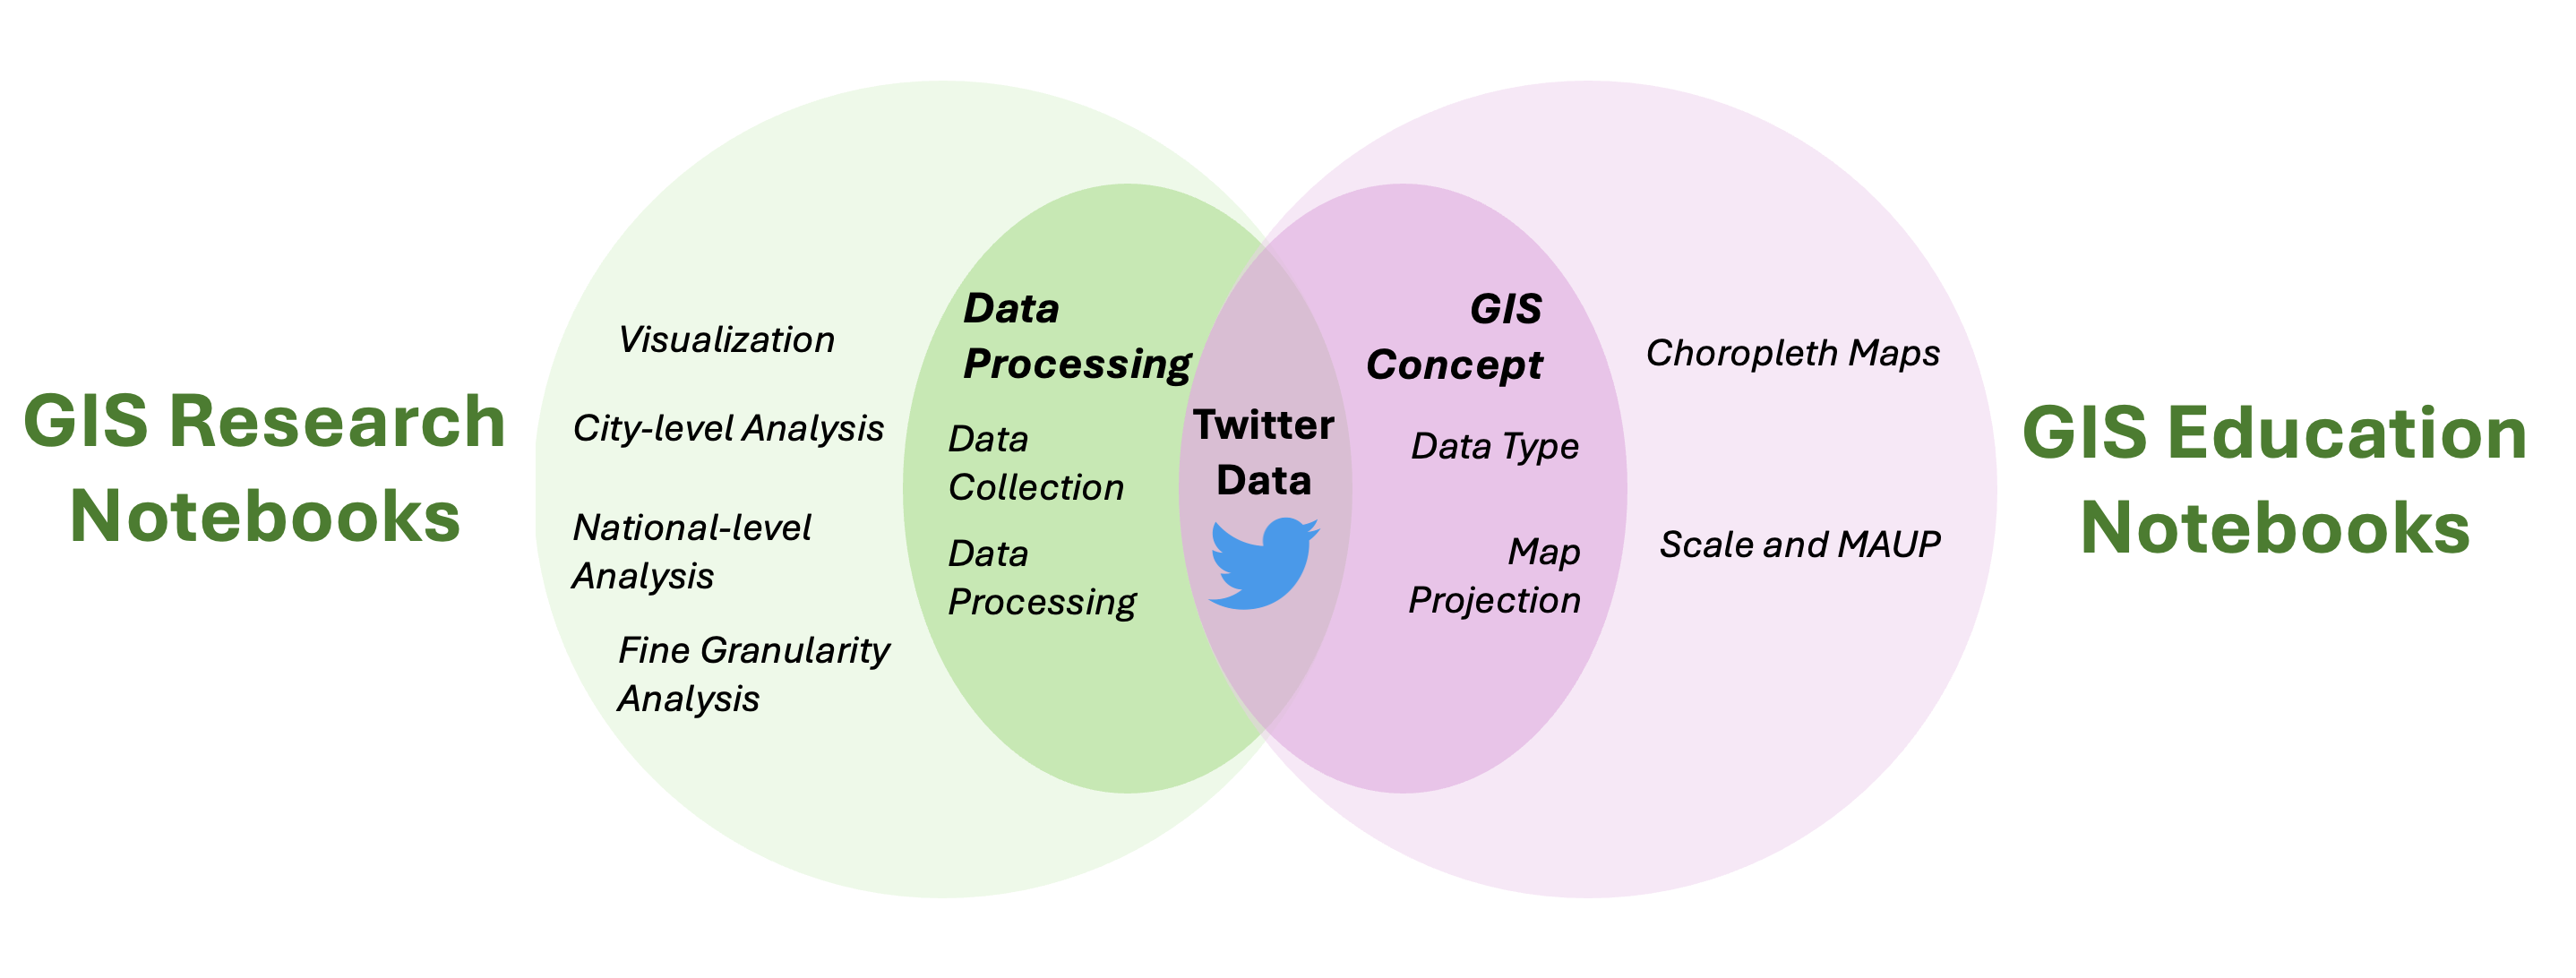 GIS Research
Notebooks
Visualization
City-level Analysis
National-level
Analysis
Fine Granularity
Analysis
Data
Processing
Data
Collection
Data
Processing
Twitter
Data
GIS
Concept
Data Type
Map
Projection
Choropleth Maps
Scale and MAUP
GIS Education
Notebooks